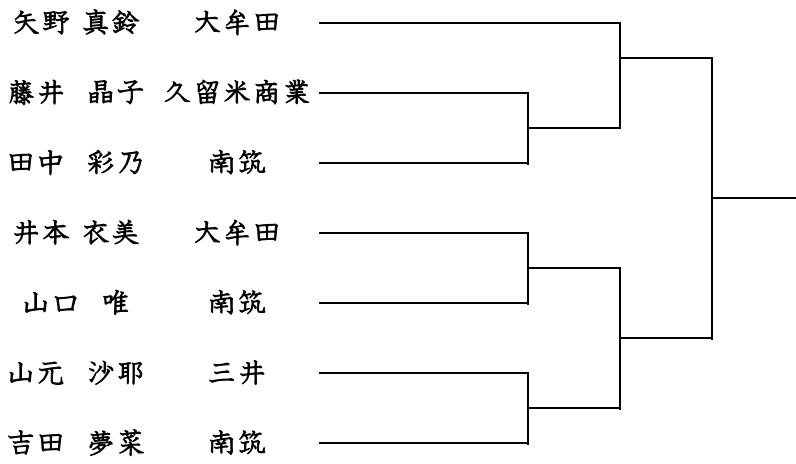 矢野 真鈴 大牟田
藤井 晶子 久留米商業
田中 彩乃 南筑
井本 衣美 大牟田
山口 唯 南筑
山元 沙耶 三井
吉田 夢菜 南筑